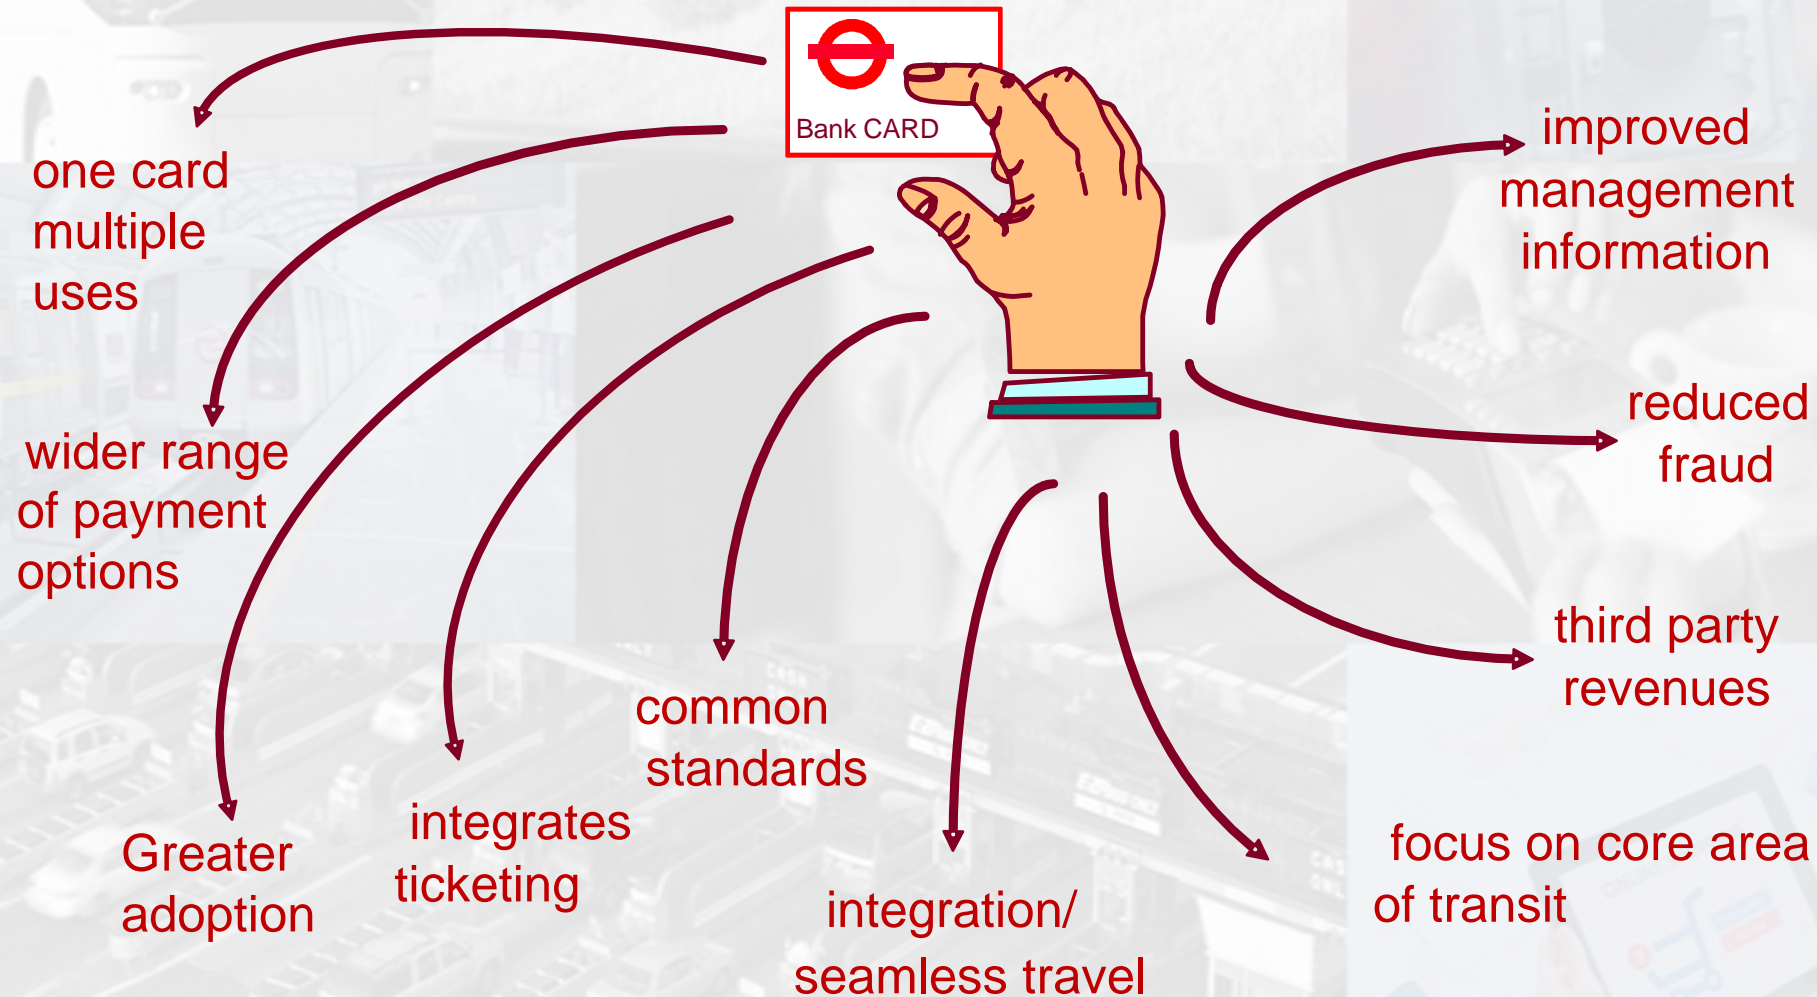 Bank CARD
one card
multiple
uses
wider range
of payment
options
Greater
adoption
integrates
ticketing
common
standards
integration/
seamless travel
focus on core area
of transit
third party
revenues
reduced
fraud
improved
management
information